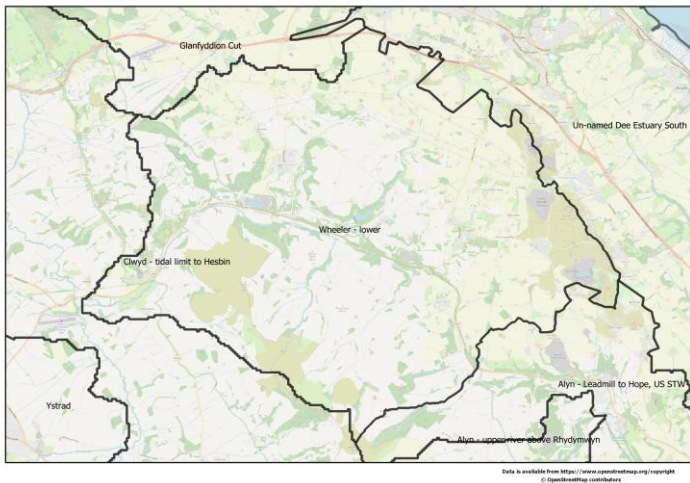 Glanfyddion Cut
Un-named Dee Estuary South
Wheeler - lower
Clwyd - tidal limit to Hesbin
Alyn - Leadmill to Hope, US STW
Ystrad
Alyn - upper river above Rhydymwyn
Data is available from https://www.openstreetmap.org/copyright
© OpenStreetMap contributors